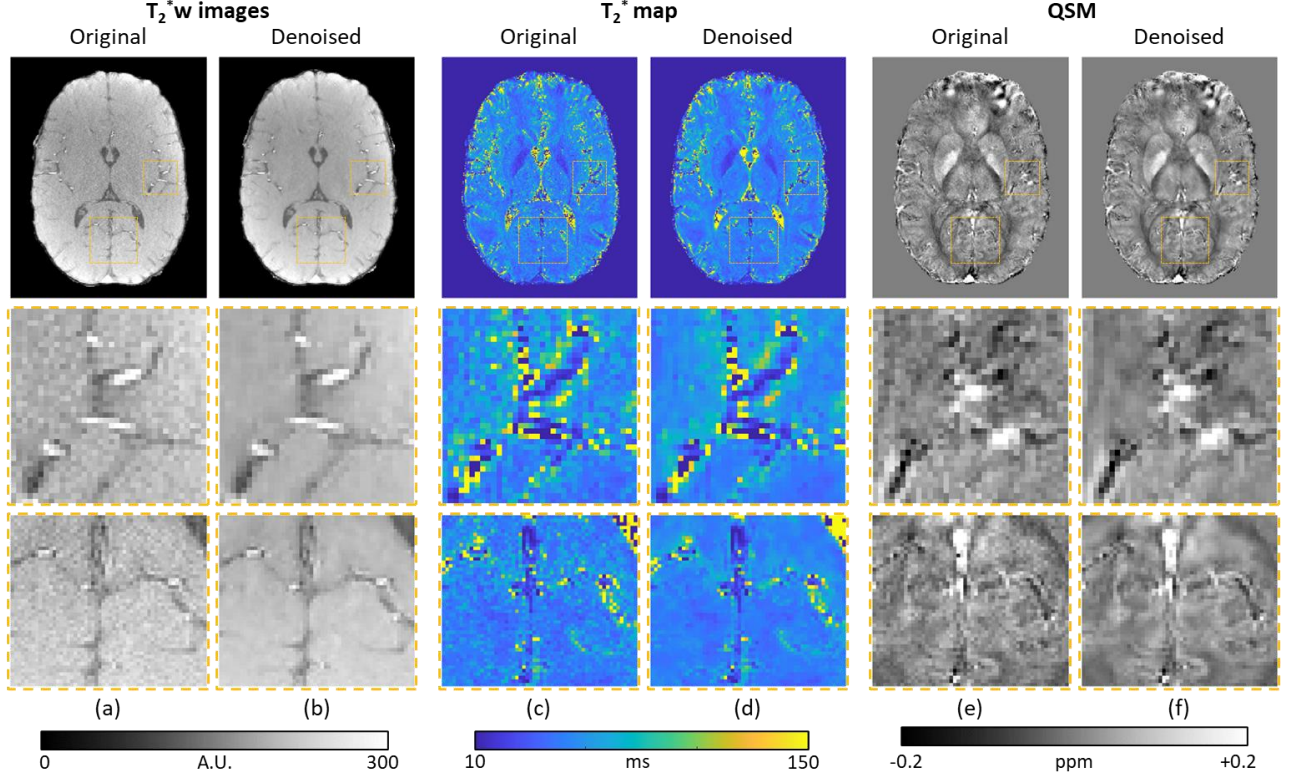 T₂*w images T₂* map QSM
Original Denoised Original Denoised Original Denoised
(a) (b) (c) (d) (e) (f)
0 A.U. 300 10 ms 150 -0.2 ppm +0.2